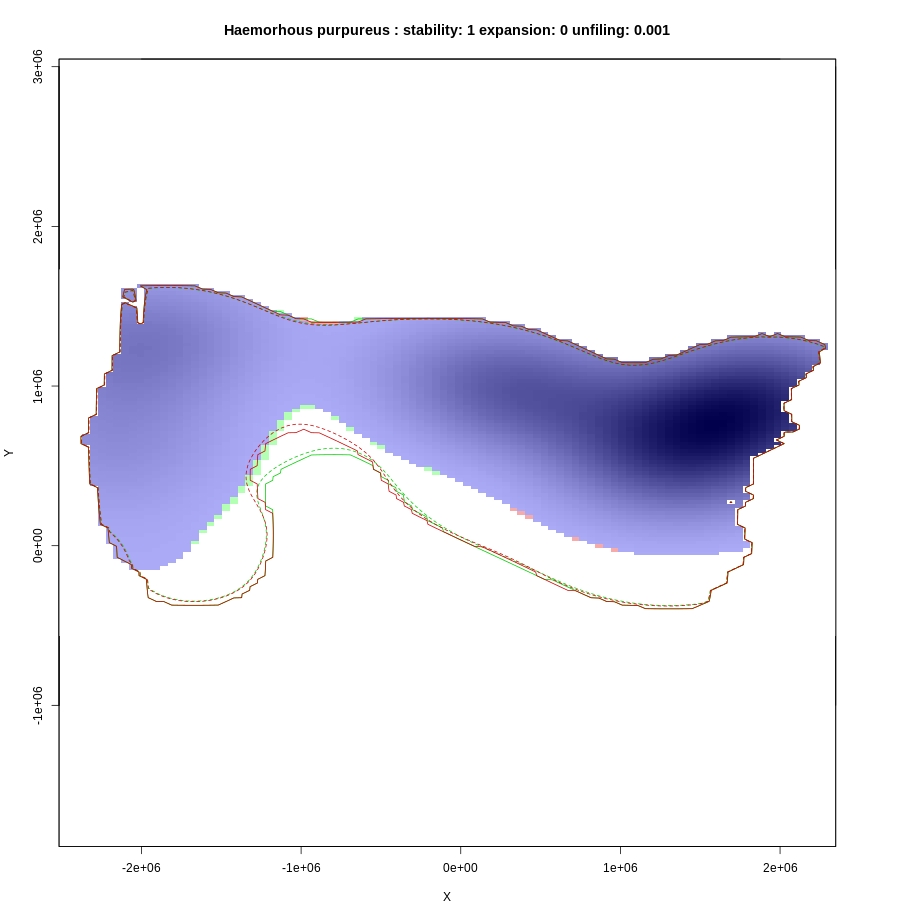 Haemorhous purpureus : stability: 1 expansion: 0 unfiling: 0.001
3e+06
2e+06
1e+06
0e+00
-1e+06
Y
-2e+06 -1e+06 0e+00 1e+06 2e+06
X